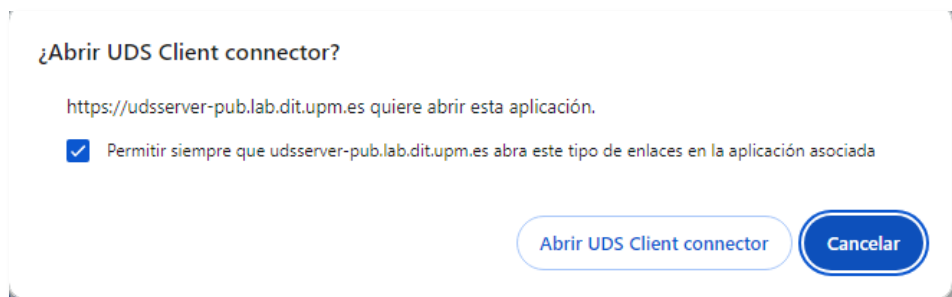 ¿Abrir UDS Client connector?
https://udsserver-pub.lab.dit.upm.es quiere abrir esta aplicación.
Permitir siempre que udsserver-pub.lab.dit.upm.es abra este tipo de enlaces en la aplicación asociada
Abrir UDS Client connector
Cancelar